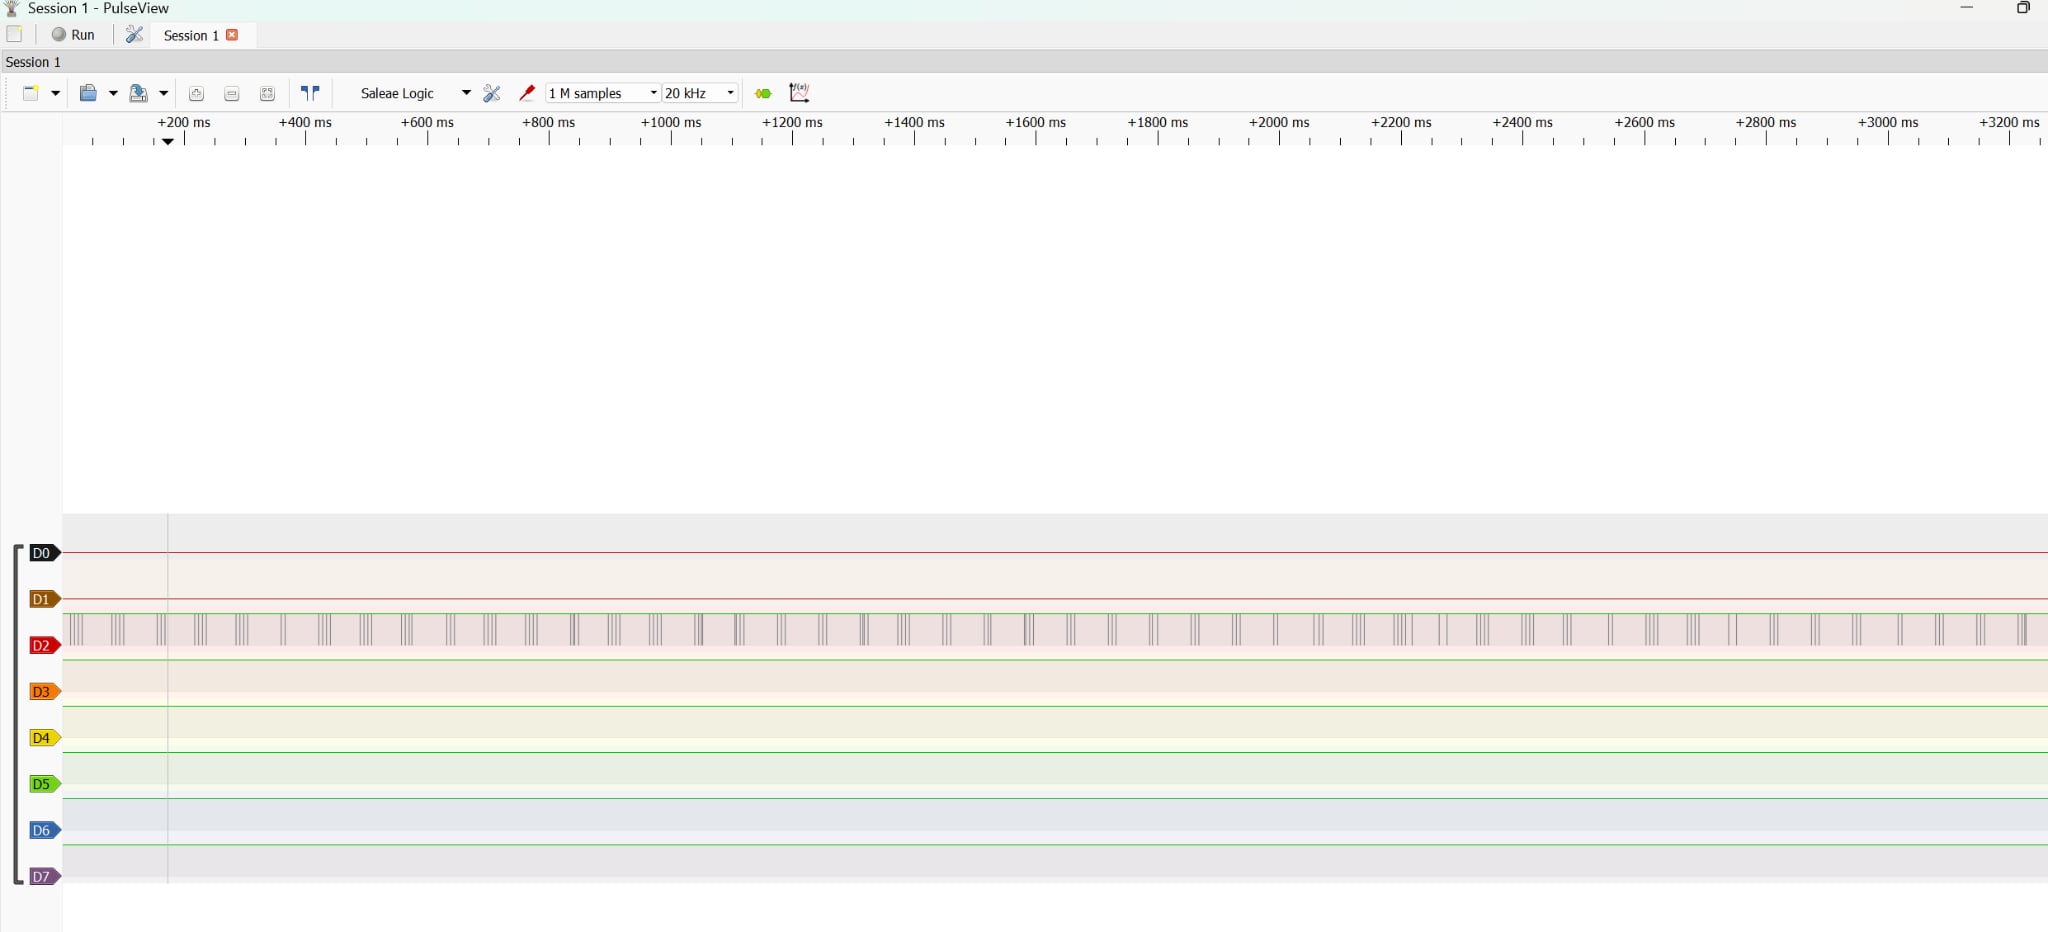 Session 1 - PulseView
Run
Session 1
Session 1
Saleae Logic
1 M samples
20 kHz
f(x)
+200 ms +400 ms +600 ms +800 ms +1000 ms +1200 ms +1400 ms +1600 ms +1800 ms +2000 ms +2200 ms +2400 ms +2600 ms +2800 ms +3000 ms +3200 ms
D0
D1
D2
D3
D4
D5
D6
D7